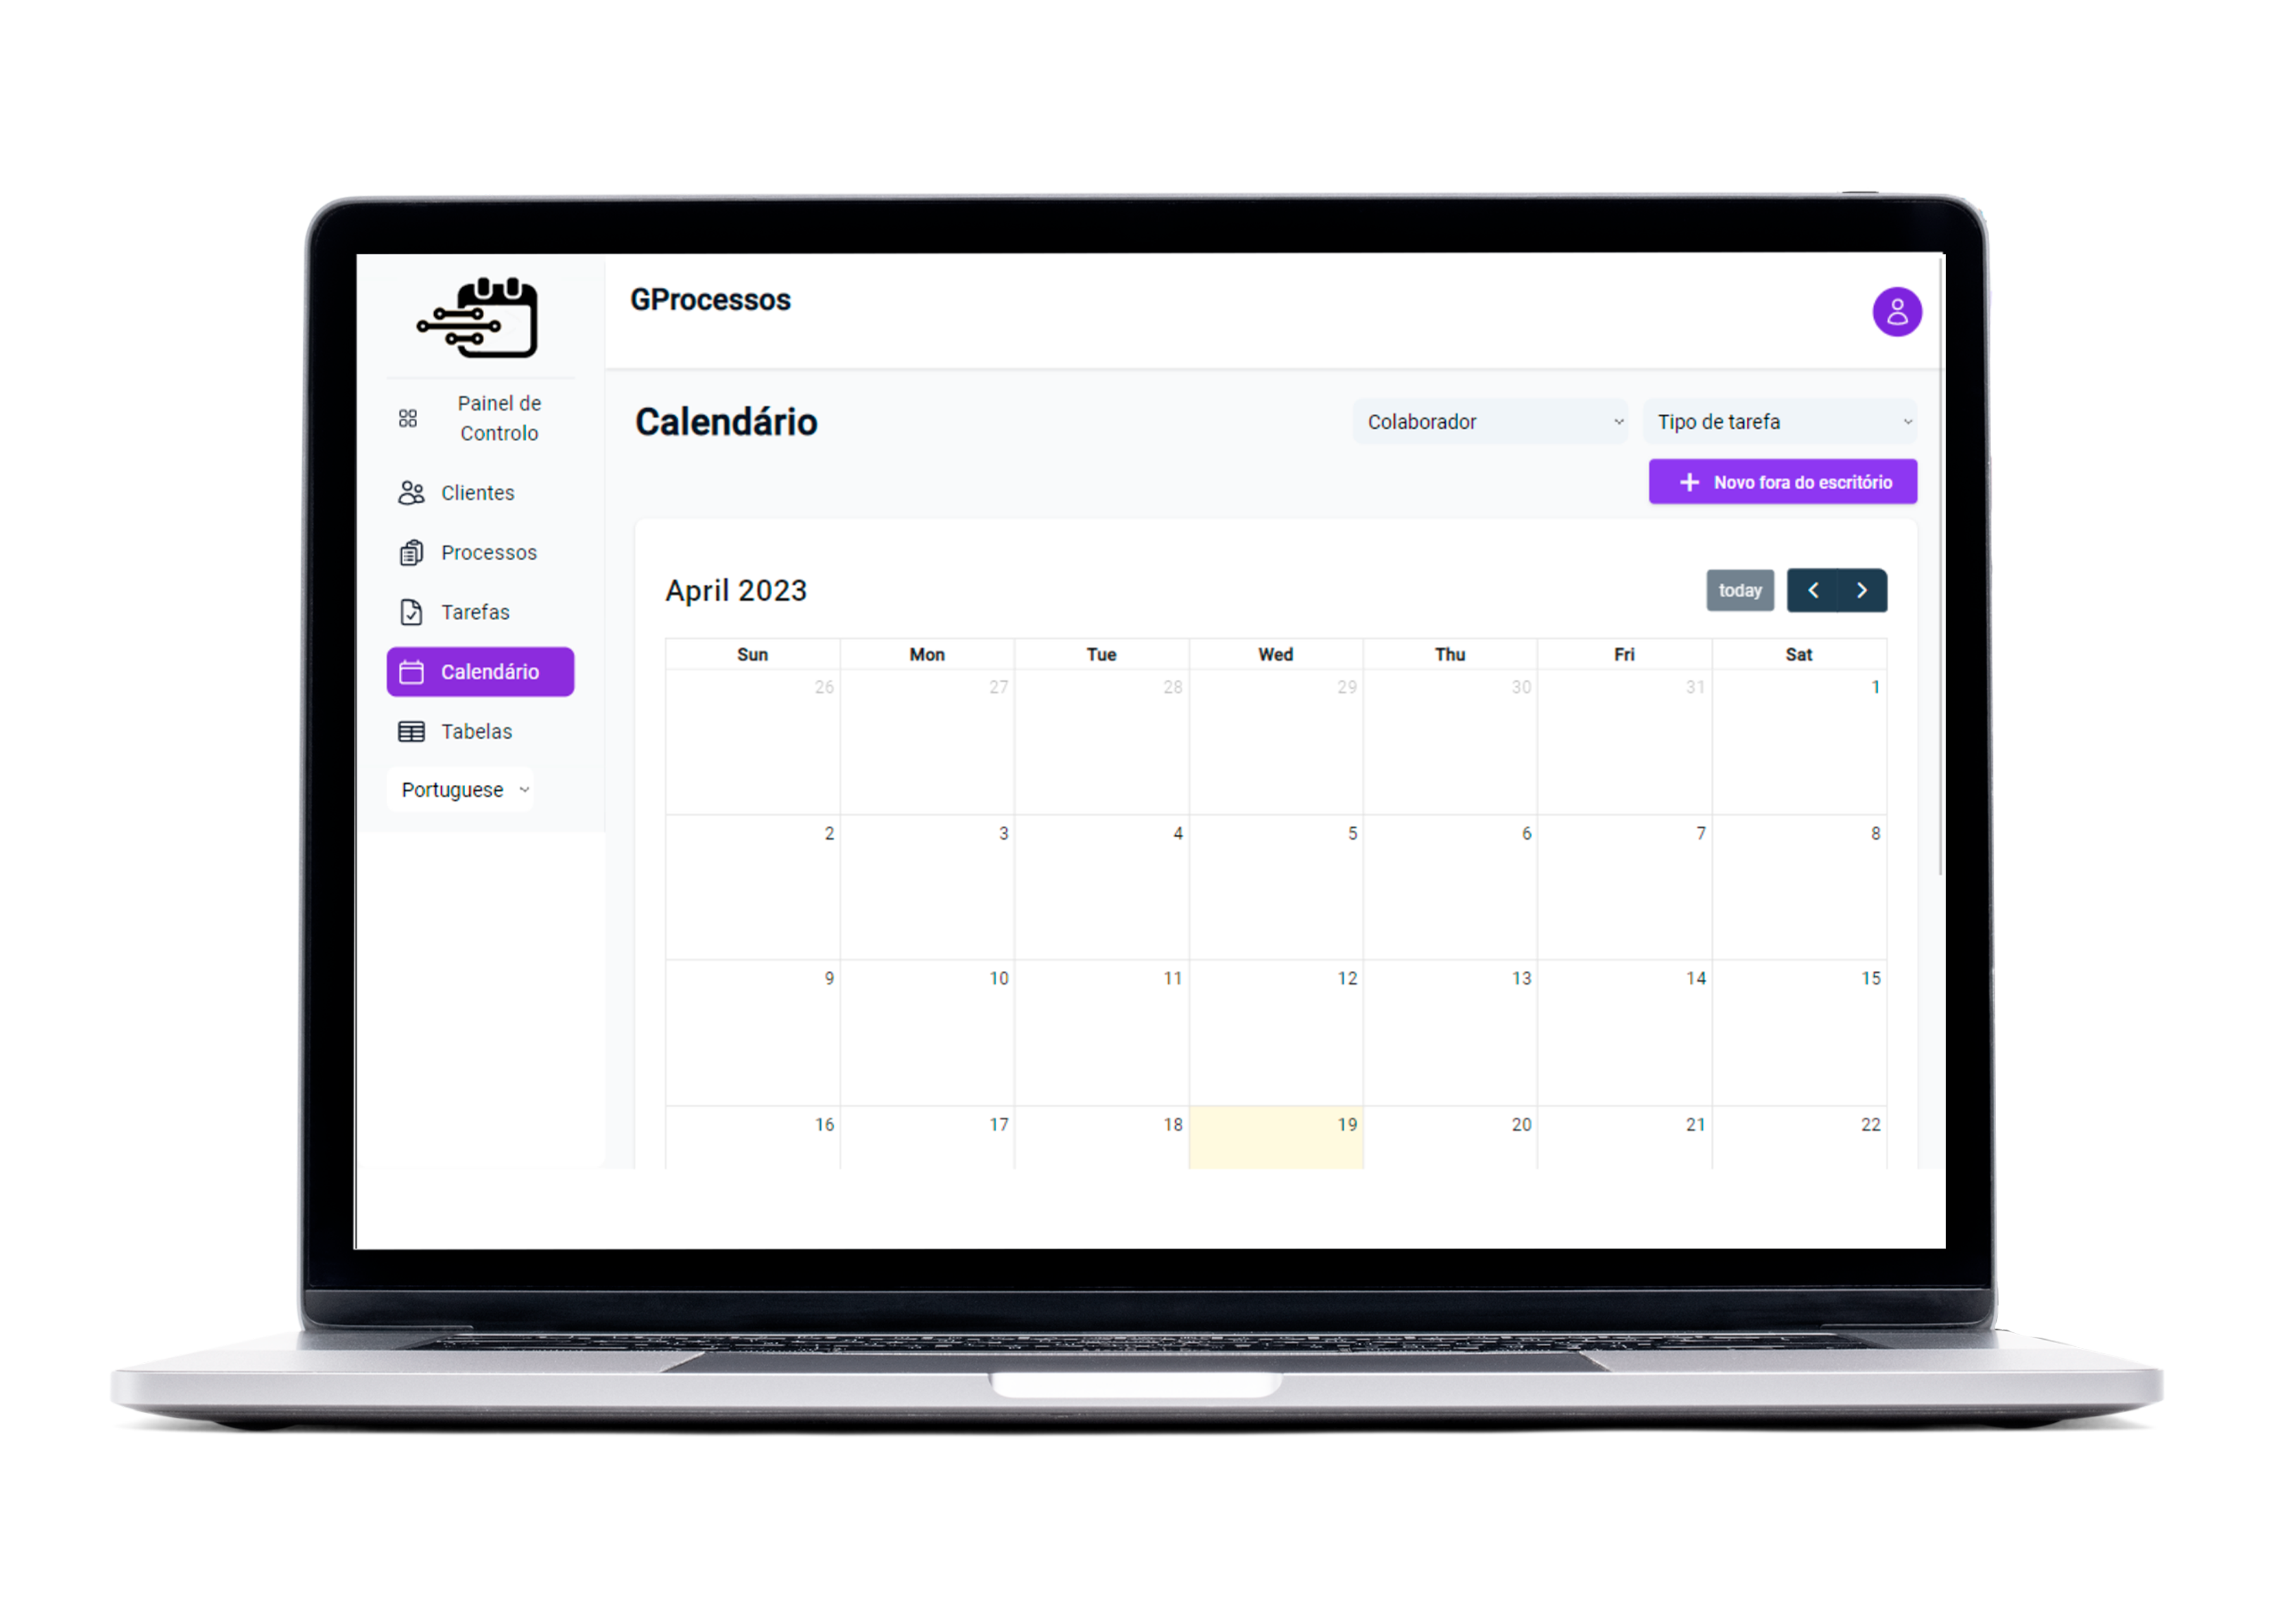 GProcessos
Painel de
Controlo
Clientes
Processos
Tarefas
Calendário
Tabelas
Portuguese
Calendário
Colaborador
Tipo de tarefa
+ Novo fora do escritório
April 2023
today
Sun Mon Tue Wed Thu Fri Sat
26 27 28 29 30 31 1
2 3 4 5 6 7 8
9 10 11 12 13 14 15
16 17 18 19 20 21 22